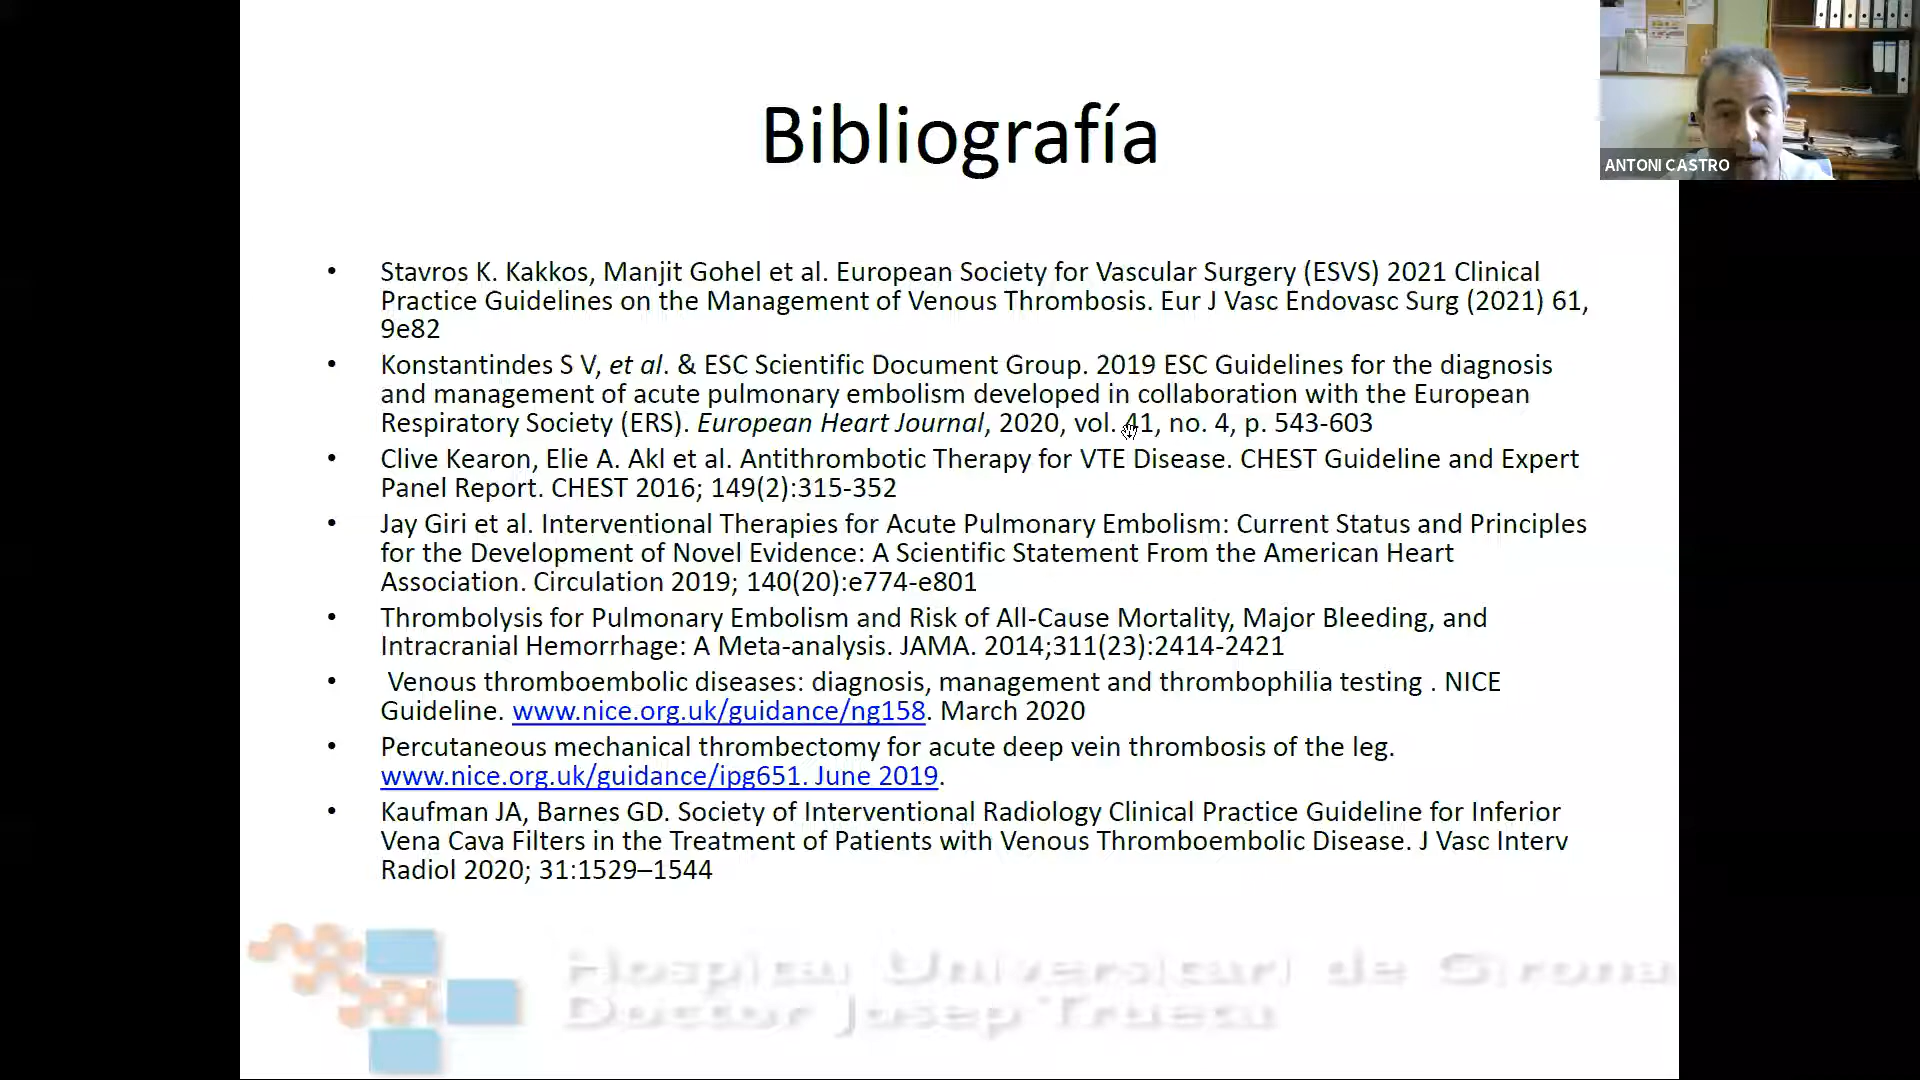 Bibliografía
ANTONI CASTRO
• Stavros K. Kakkos, Manjit Gohel et al. European Society for Vascular Surgery (ESVS) 2021 Clinical
Practice Guidelines on the Management of Venous Thrombosis. Eur J Vasc Endovasc Surg (2021) 61,
9e82
• Konstantindes S V, et al. & ESC Scientific Document Group. 2019 ESC Guidelines for the diagnosis
and management of acute pulmonary embolism developed in collaboration with the European
Respiratory Society (ERS). European Heart Journal, 2020, vol. 41, no. 4, p. 543-603
• Clive Kearon, Elie A. Akl et al. Antithrombotic Therapy for VTE Disease. CHEST Guideline and Expert
Panel Report. CHEST 2016; 149(2):315-352
• Jay Giri et al. Interventional Therapies for Acute Pulmonary Embolism: Current Status and Principles
for the Development of Novel Evidence: A Scientific Statement From the American Heart
Association. Circulation 2019; 140(20):e774-e801
• Thrombolysis for Pulmonary Embolism and Risk of All-Cause Mortality, Major Bleeding, and
Intracranial Hemorrhage: A Meta-analysis. JAMA. 2014;311(23):2414-2421
• Venous thromboembolic diseases: diagnosis, management and thrombophilia testing . NICE
Guideline. www.nice.org.uk/guidance/ng158. March 2020
• Percutaneous mechanical thrombectomy for acute deep vein thrombosis of the leg.
www.nice.org.uk/guidance/ipg651. June 2019.
• Kaufman JA, Barnes GD. Society of Interventional Radiology Clinical Practice Guideline for Inferior
Vena Cava Filters in the Treatment of Patients with Venous Thromboembolic Disease. J Vasc Interv
Radiol 2020; 31:1529–1544
Hospital Universitari de Girona
Doctor Josep Trueta